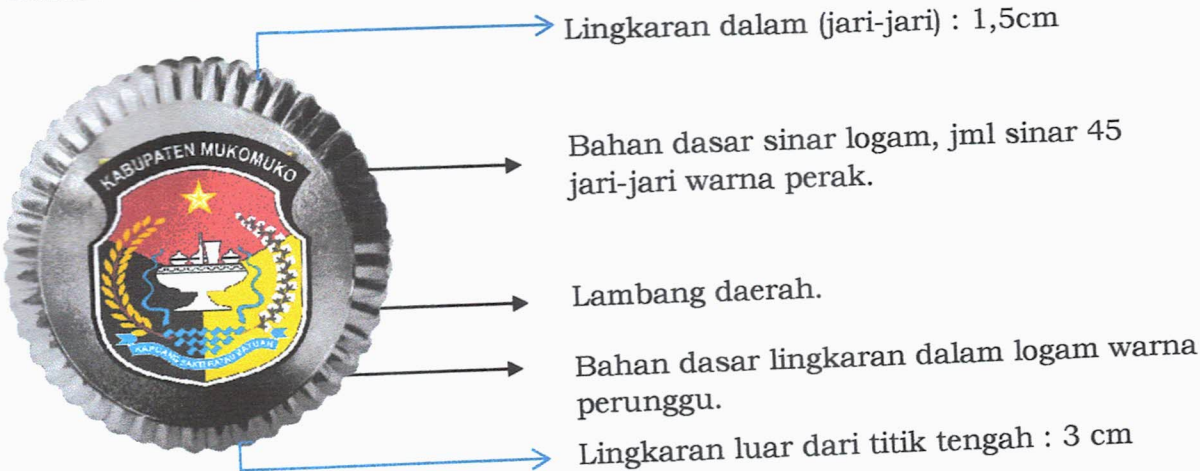 Lingkaran dalam (jari-jari) : 1,5cm
KABUPATEN MUKOMUKO
Bahan dasar sinar logam, jml sinar 45
jari-jari warna perak.
Lambang daerah.
Bahan dasar lingkaran dalam logam warna
perunggu.
Lingkaran luar dari titik tengah : 3 cm